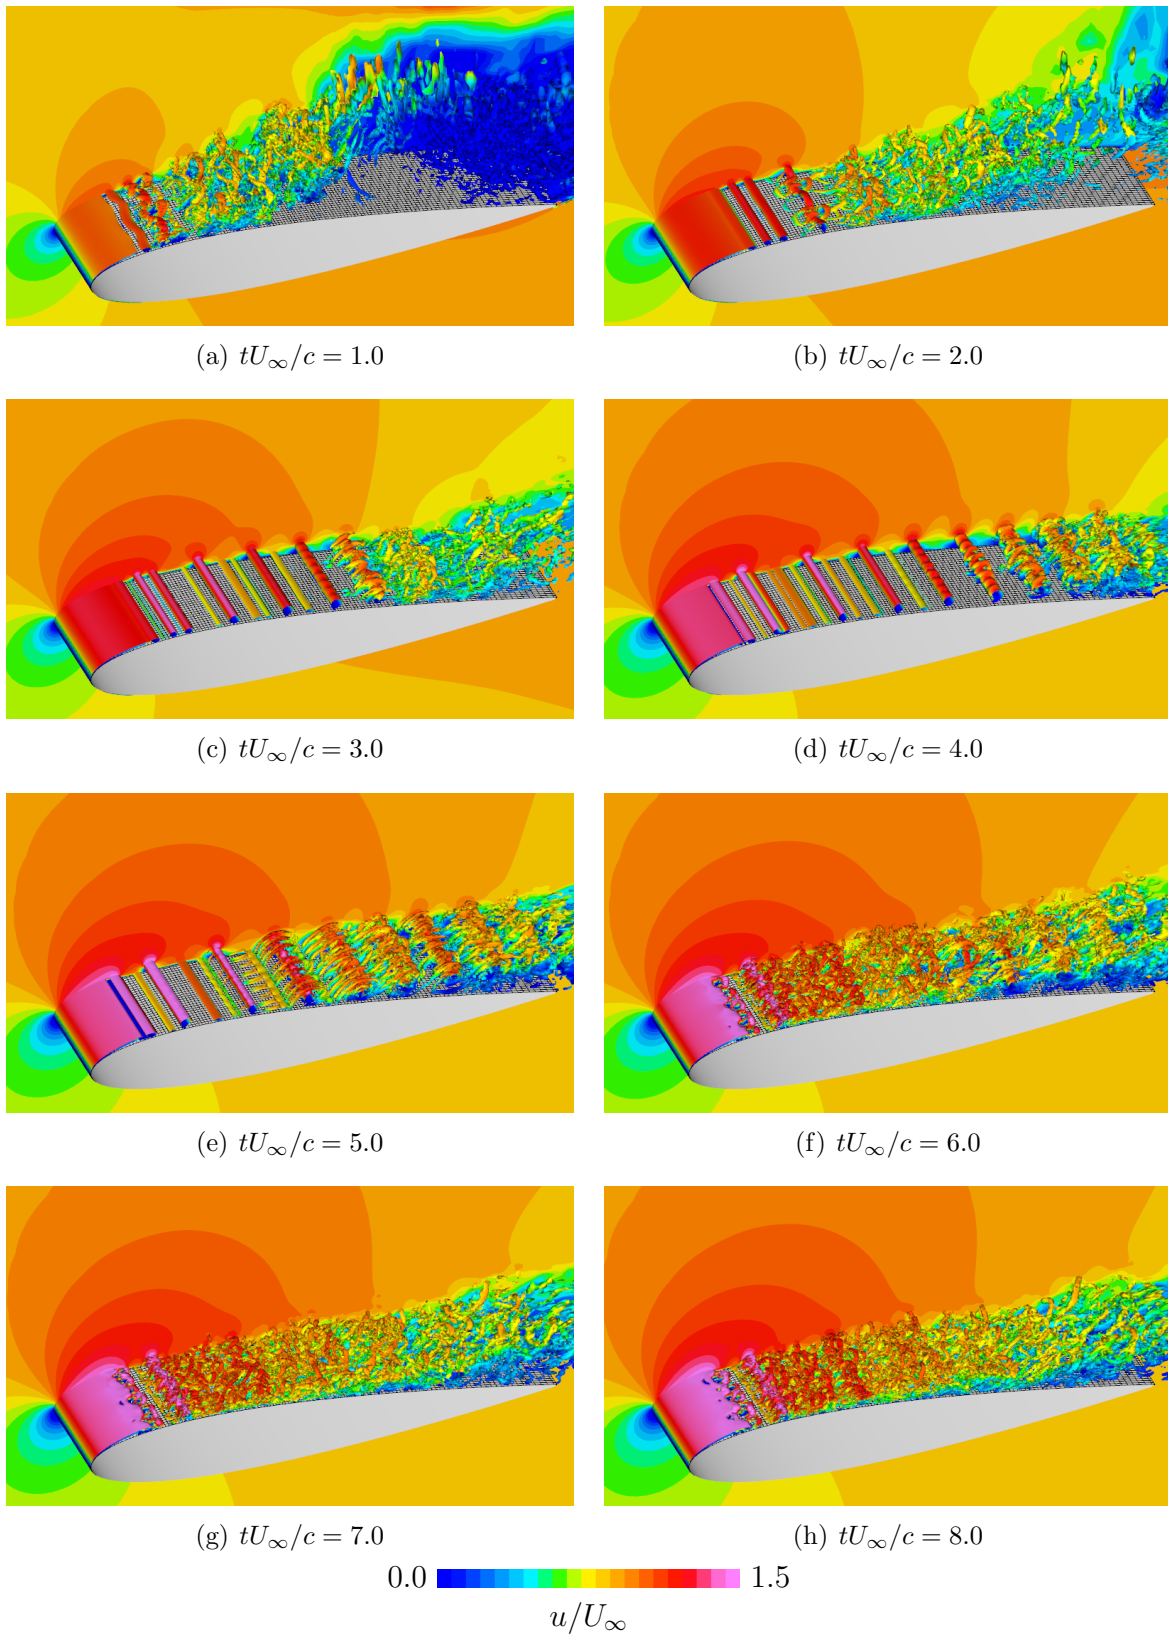 (a) tU∞/c = 1.0
(b) tU∞/c = 2.0
(c) tU∞/c = 3.0
(d) tU∞/c = 4.0
(e) tU∞/c = 5.0
(f) tU∞/c = 6.0
(g) tU∞/c = 7.0
(h) tU∞/c = 8.0
0.0 1.5
u/U∞